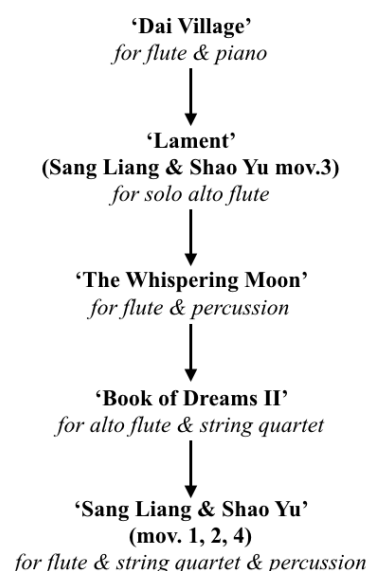 ‘Dai Village’
for flute & piano
‘Lament’
(Sang Liang & Shao Yu mov.3)
for solo alto flute
‘The Whispering Moon’
for flute & percussion
‘Book of Dreams II’
for alto flute & string quartet
‘Sang Liang & Shao Yu’
(mov. 1, 2, 4)
for flute & string quartet & percussion